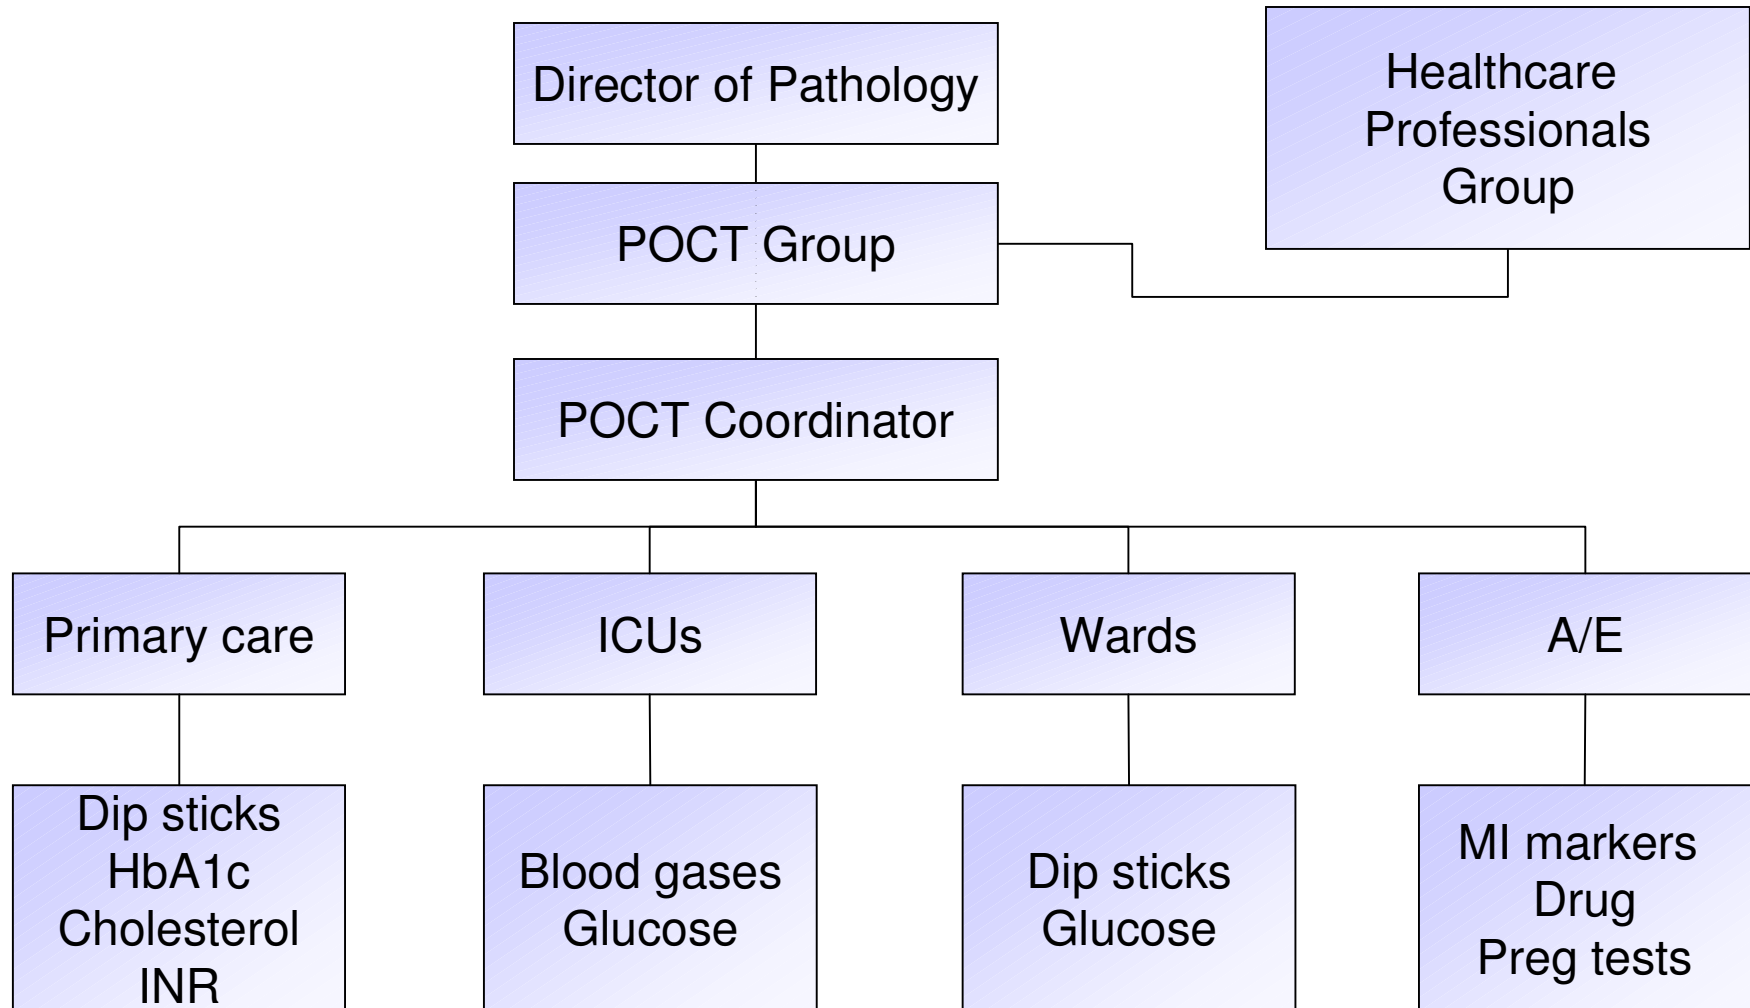 Director of Pathology
Healthcare
Professionals
Group
POCT Group
POCT Coordinator
Primary care
ICUs
Wards
A/E
Dip sticks
HbA1c
Cholesterol
INR
Blood gases
Glucose
Dip sticks
Glucose
MI markers
Drug
Preg tests